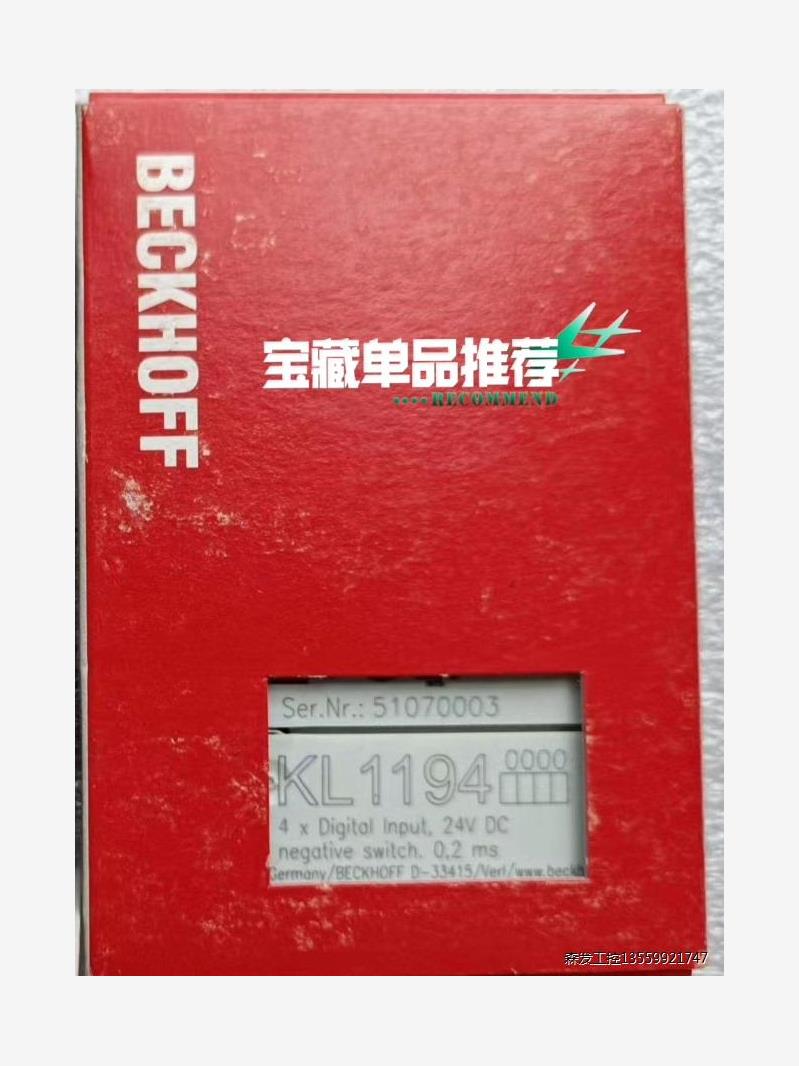 BECKHOFF
宝藏单品推荐
RECOMMEND
Ser.Nr.: 51070003
KL1194 0000
4 x Digital Input, 24V DC
negative switch. 0,2 ms
Germany/BECKHOFF D-33415/Verl/www.beckh
森发工控13559921747